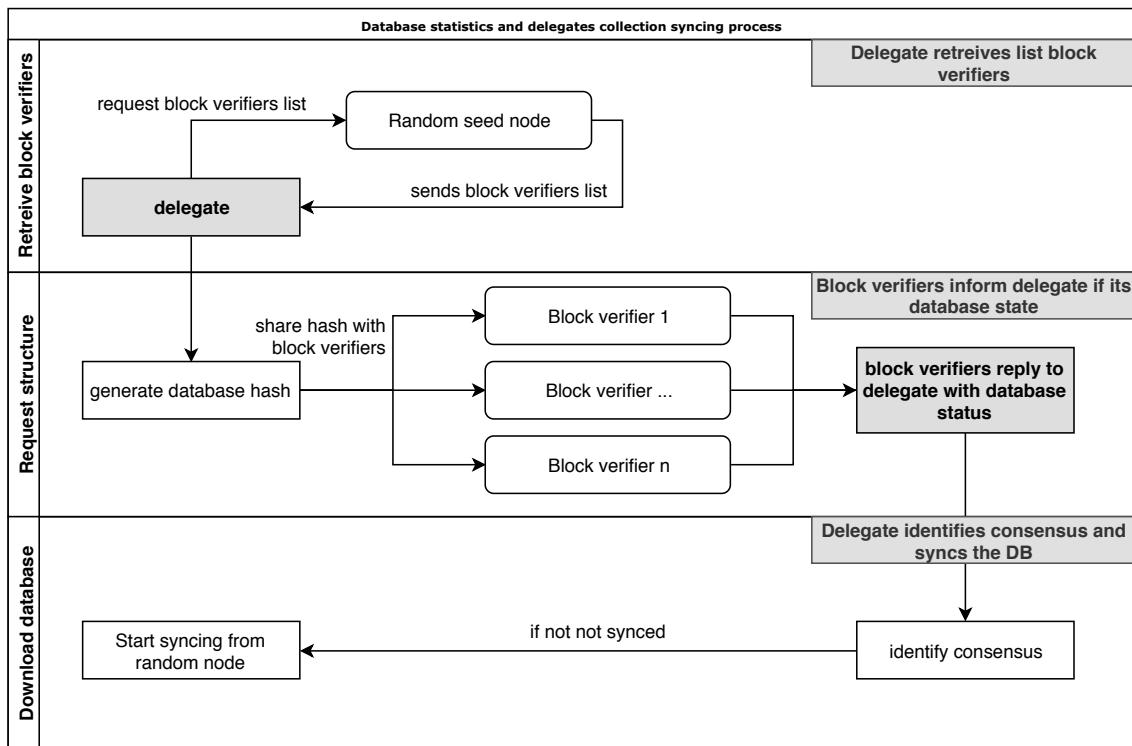 Database statistics and delegates collection syncing process
Retreive block verifiers
Delegate retreives list block
verifiers
request block verifiers list
Random seed node
sends block verifiers list
delegate
Request structure
Block verifiers inform delegate if its
database state
share hash with
block verifiers
Block verifier 1
generate database hash
Block verifier ...
block verifiers reply to
delegate with database
status
Block verifier n
Download database
Delegate identifies consensus and
syncs the DB
Start syncing from
random node
if not not synced
identify consensus